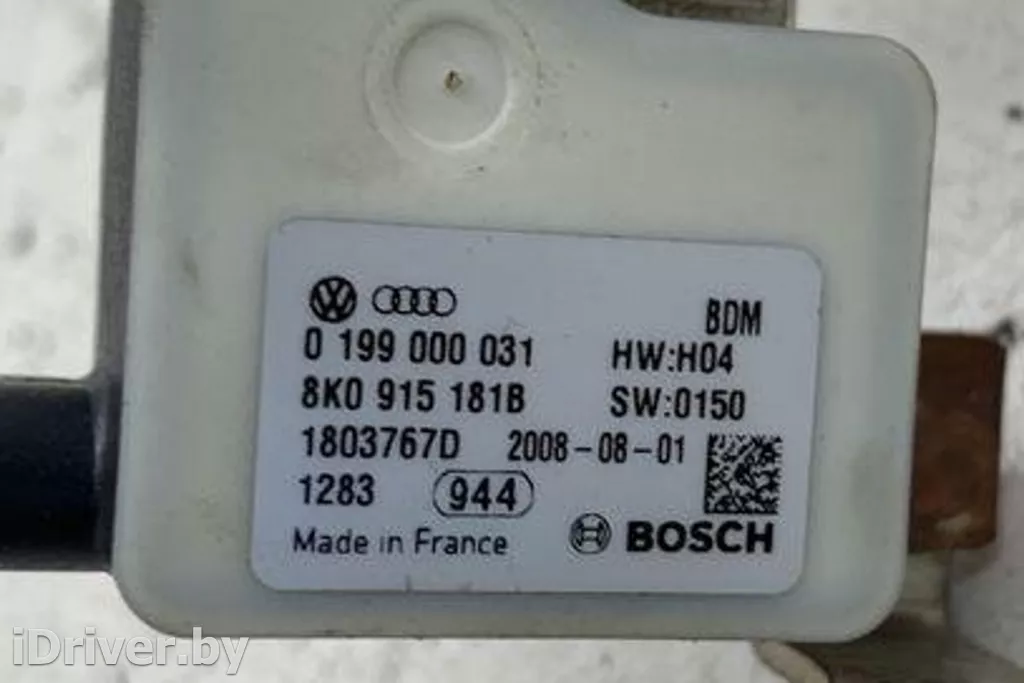 BDM
0 199 000 031 HW:H04
8K0 915 181B SW:0150
1803767D 2008-08-01
1283 944
Made in France BOSCH
iDriver.by